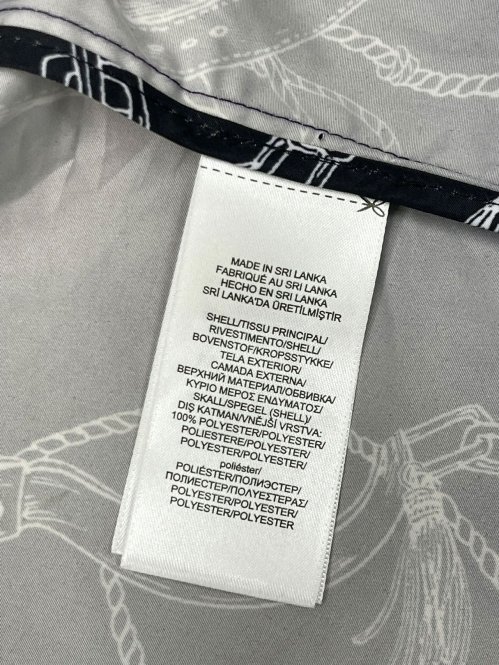 MADE IN SRI LANKA
FABRIQUÉ AU SRI LANKA
HECHO EN SRI LANKA
SRİ LANKA'DA ÜRETİLMİŞTİR
SHELL/TISSU PRINCIPAL/
RIVESTIMENTO/SHELL/
BOVENSTOF/KROPSSTYKKE/
TELA EXTERIOR/
CAMADA EXTERNA/
ВЕРХНИЙ МАТЕРИАЛ/ОБШИВКА/
ΚΥΡΙΟ ΜΕΡΟΣ ΕΝΔΥΜΑΤΟΣ/
SKALL/SPEGEL (SHELL)/
DIŞ KATMAN/VNĚJŠÍ VRSTVA:
100% POLYESTER/POLYESTER/
POLIESTERE/POLYESTER/
POLYESTER/POLYESTER/
poliéster/
POLIÉSTER/ПОЛИЭСТЕР/
ПОЛИЕСТЕР/ΠΟΛΥΕΣΤΕΡΑΣ/
POLYESTER/POLYESTER/
POLYESTER/POLYESTER